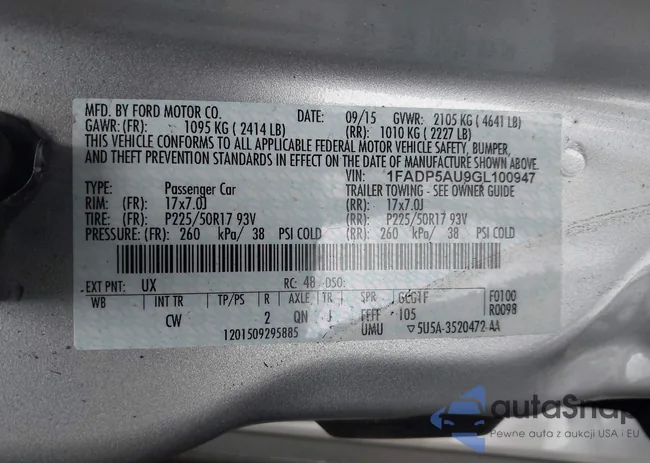 MFD. BY FORD MOTOR CO. DATE: 09/15 GVWR: 2105 KG ( 4641 LB)
GAWR: (FR): 1095 KG ( 2414 LB) (RR): 1010 KG ( 2227 LB)
THIS VEHICLE CONFORMS TO ALL APPLICABLE FEDERAL MOTOR VEHICLE SAFETY, BUMPER,
AND THEFT PREVENTION STANDARDS IN EFFECT ON THE DATE OF MANUFACTURE SHOWN ABOVE.
VIN: 1FADP5AU9GL100947
TYPE: Passenger Car TRAILER TOWING - SEE OWNER GUIDE
RIM: (FR): 17x7.0J (RR): 17x7.0J
TIRE: (FR): P225/50R17 93V (RR): P225/50R17 93V
PRESSURE: (FR): 260 kPa/ 38 PSI COLD (RR): 260 kPa/ 38 PSI COLD
EXT PNT: UX RC: 48 DSO:
WB INT TR TP/PS R AXLE TR SPR GCGTF F0100
CW 2 QN J FEFF 105 R0098
1201509295885 UMU ▽5U5A-3520472-AA
autaSnap
Pewne auta z aukcji USA i EU